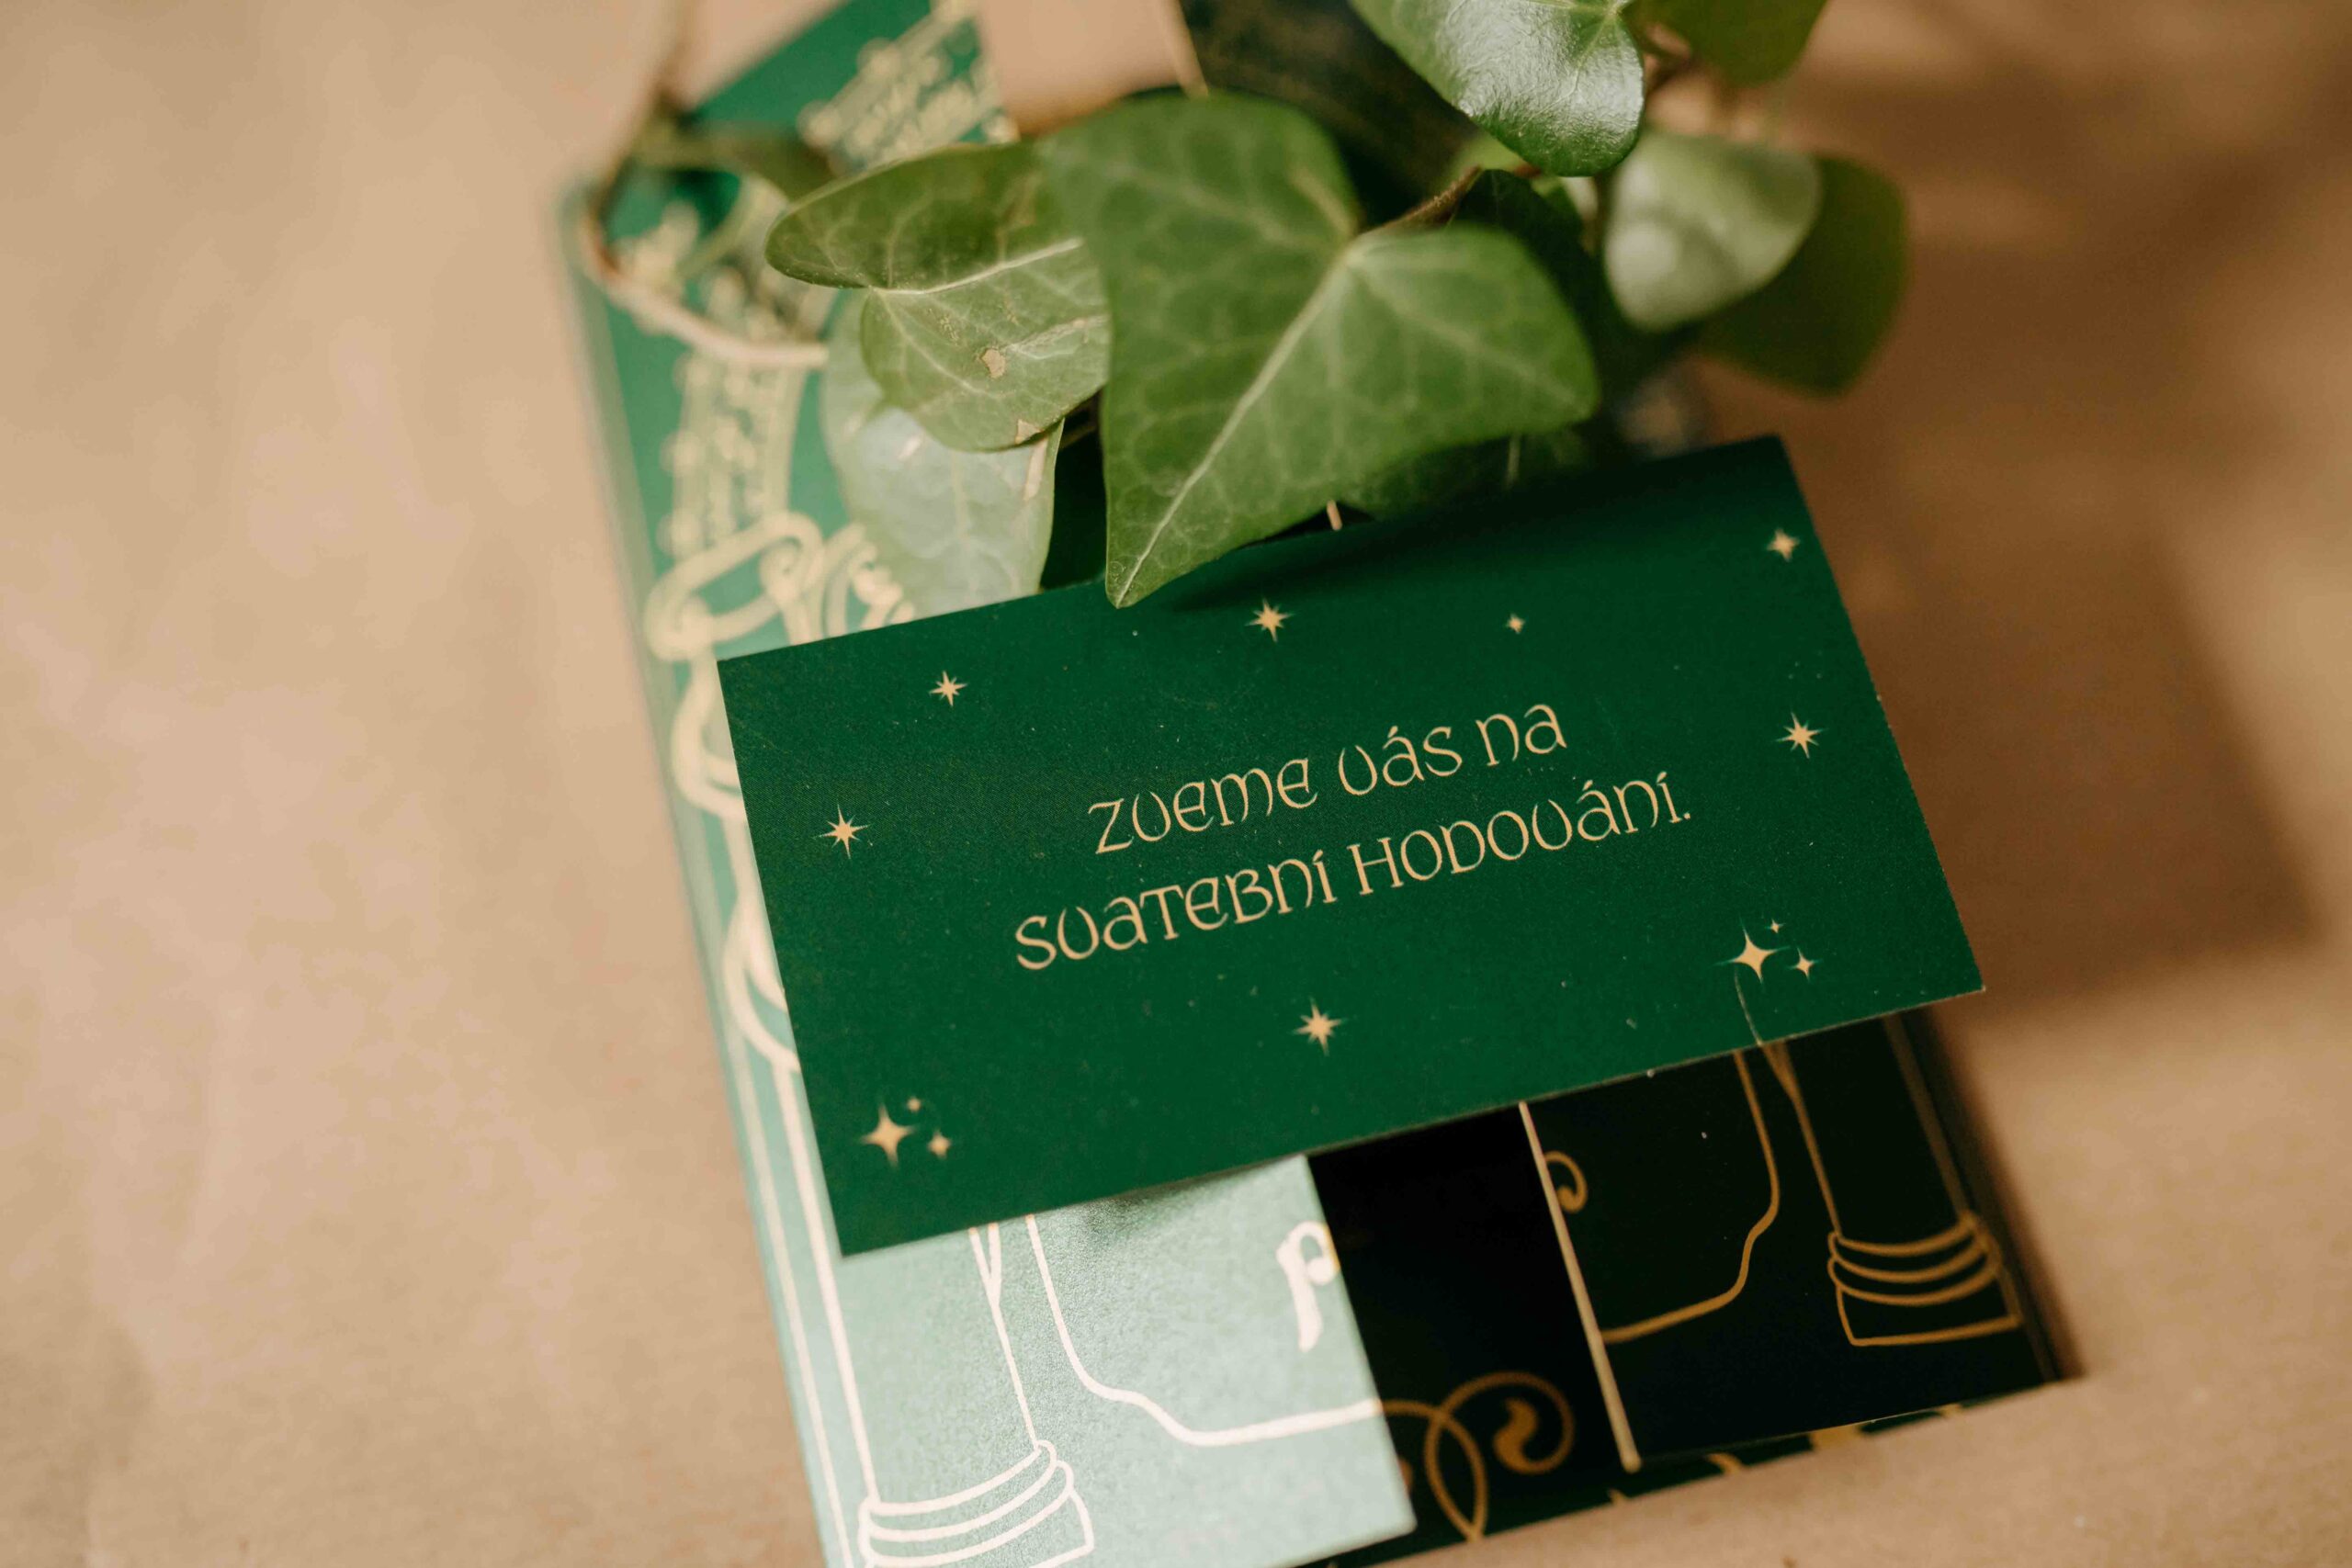 Zveme vás na
svatební hodování.